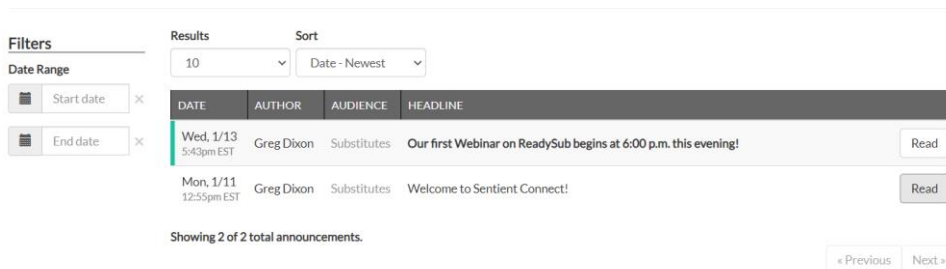 Filters
Date Range
Start date ×
End date ×
Results Sort
10 Date - Newest
DATE AUTHOR AUDIENCE HEADLINE
Wed, 1/13
5:43pm EST
Greg Dixon Substitutes Our first Webinar on ReadySub begins at 6:00 p.m. this evening! Read
Mon, 1/11
12:55pm EST
Greg Dixon Substitutes Welcome to Sentient Connect! Read
Showing 2 of 2 total announcements.
« Previous Next »